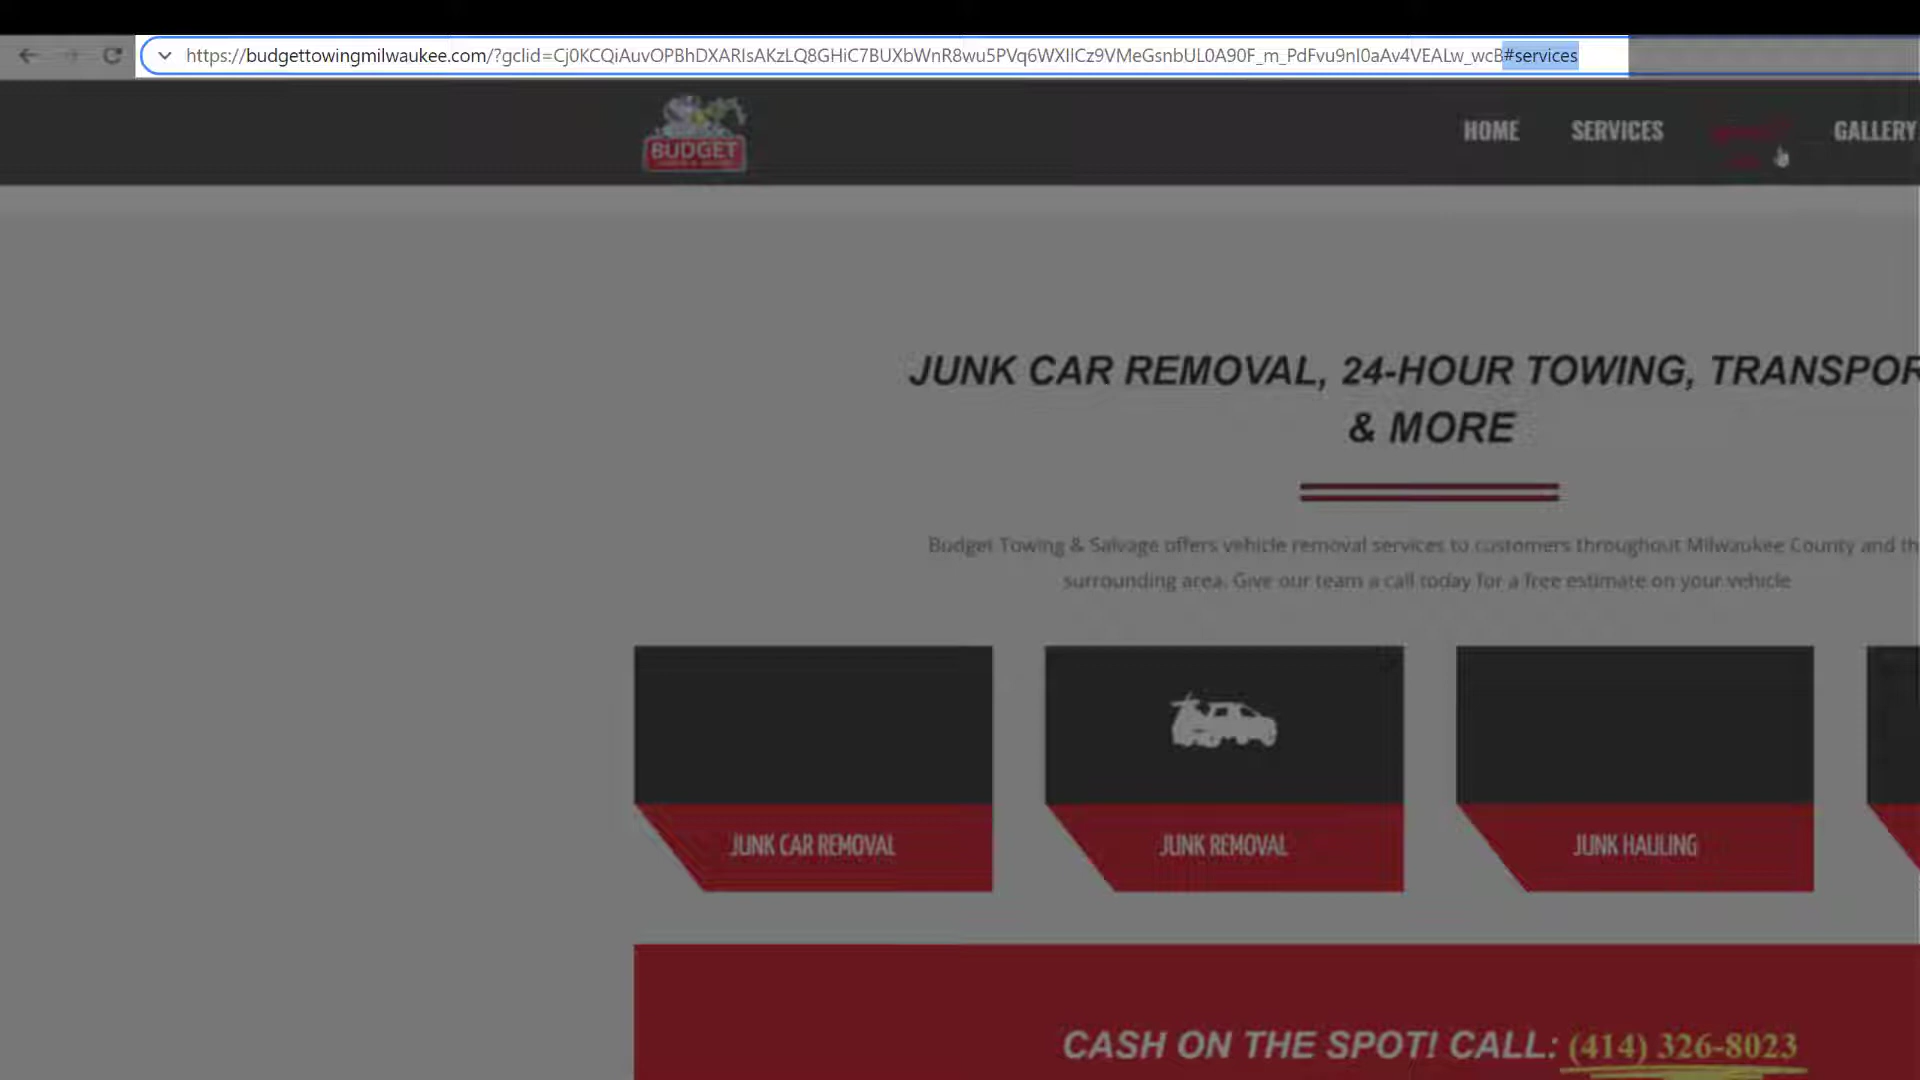 https://budgettowingmilwaukee.com/?gclid=Cj0KCQiAuvOPBhDXARIsAKzLQ8GHiC7BUXbWnR8wu5PVq6WXIlCz9VMeGsnbUL0A90F_m_PdFvu9nI0aAv4VEALw_wcB#services
BUDGET
HOME SERVICES GALLERY
JUNK CAR REMOVAL, 24-HOUR TOWING, TRANSPOR
& MORE
Budget Towing & Salvage offers vehicle removal services to customers throughout Milwaukee County and th
surrounding area. Give our team a call today for a free estimate on your vehicle
JUNK CAR REMOVAL
JUNK REMOVAL
JUNK HAULING
CASH ON THE SPOT! CALL: (414) 326-8023